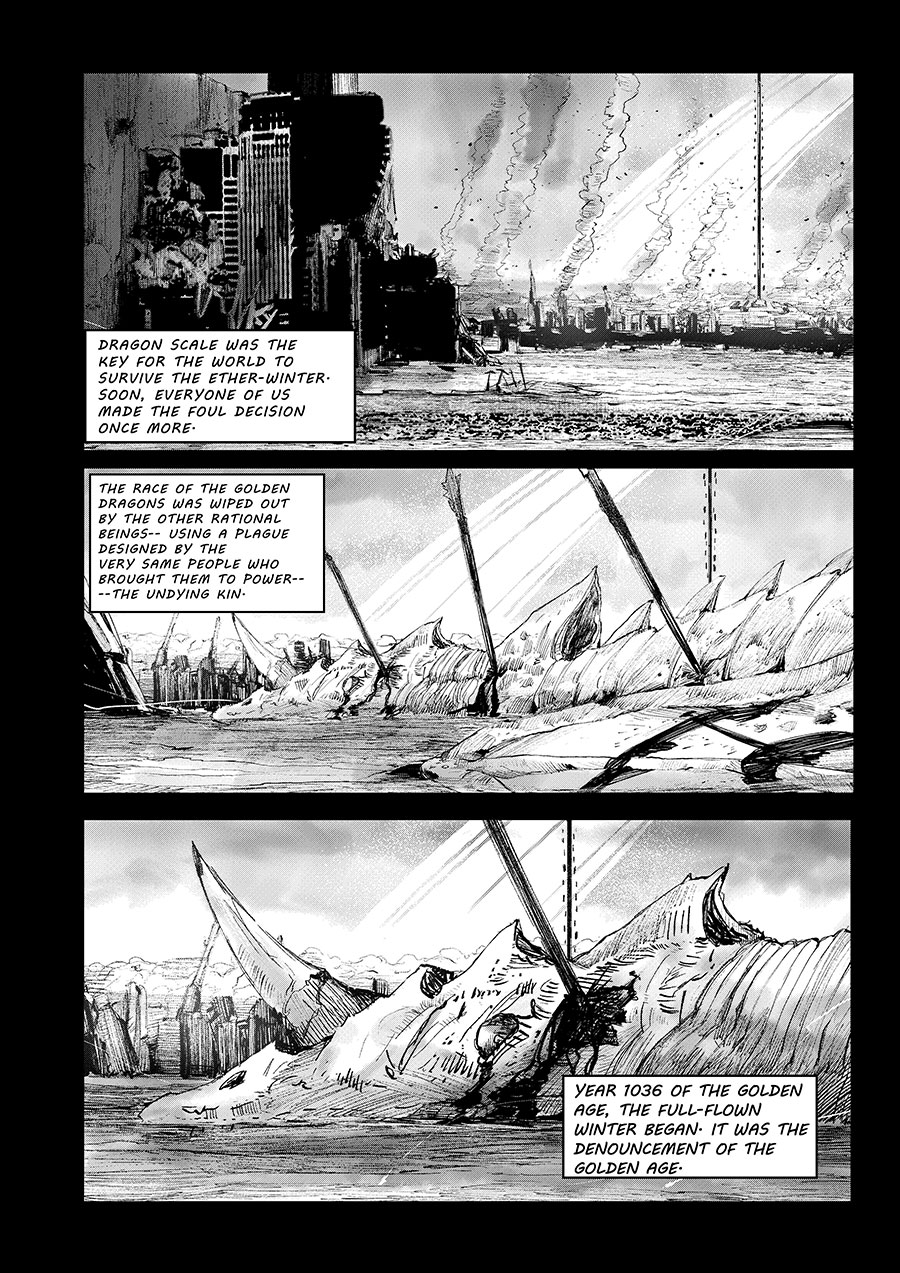 DRAGON SCALE WAS THE
KEY FOR THE WORLD TO
SURVIVE THE ETHER-WINTER.
SOON, EVERYONE OF US
MADE THE FOUL DECISION
ONCE MORE.
THE RACE OF THE GOLDEN
DRAGONS WAS WIPED OUT
BY THE OTHER RATIONAL
BEINGS-- USING A PLAGUE
DESIGNED BY THE
VERY SAME PEOPLE WHO
BROUGHT THEM TO POWER--
--THE UNDYING KIN.
YEAR 1036 OF THE GOLDEN
AGE, THE FULL-FLOWN
WINTER BEGAN. IT WAS THE
DENOUNCEMENT OF THE
GOLDEN AGE.